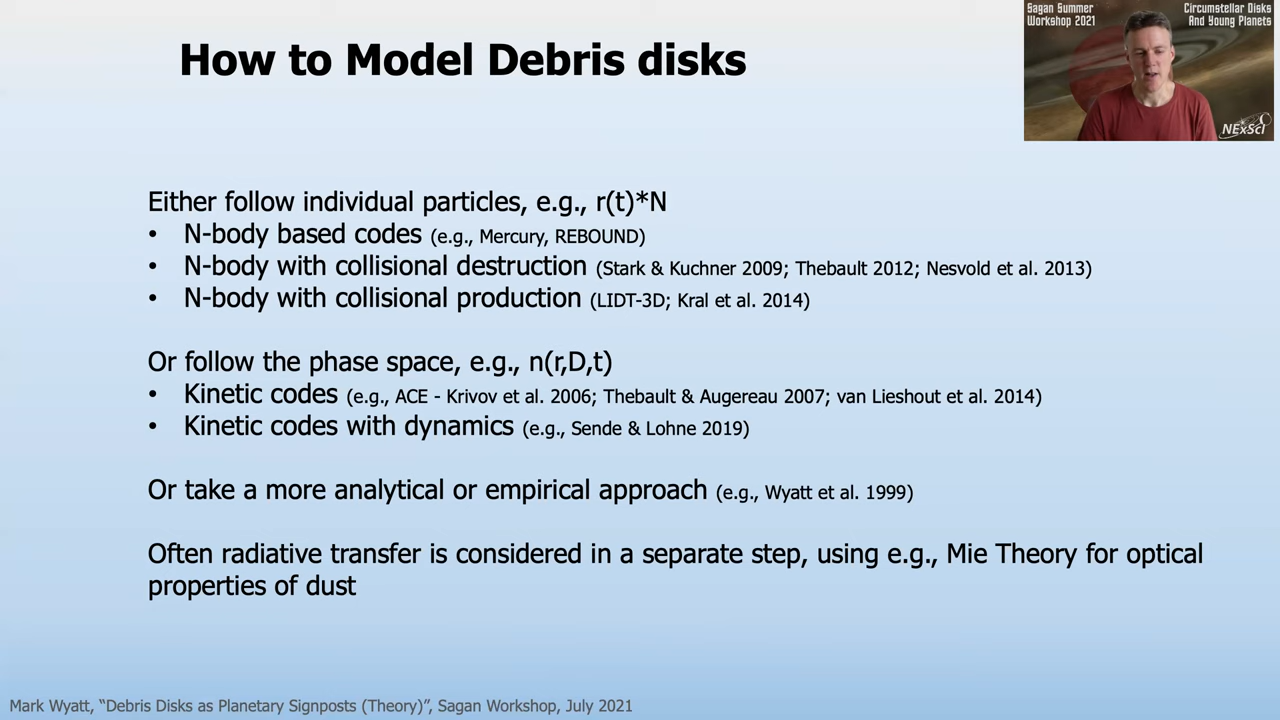 How to Model Debris disks
Sagan Summer
Workshop 2021
Circumstellar Disks
And Young Planets
NExScI
Either follow individual particles, e.g., r(t)*N
• N-body based codes (e.g., Mercury, REBOUND)
• N-body with collisional destruction (Stark & Kuchner 2009; Thebault 2012; Nesvold et al. 2013)
• N-body with collisional production (LIDT-3D; Kral et al. 2014)
Or follow the phase space, e.g., n(r,D,t)
• Kinetic codes (e.g., ACE - Krivov et al. 2006; Thebault & Augereau 2007; van Lieshout et al. 2014)
• Kinetic codes with dynamics (e.g., Sende & Lohne 2019)
Or take a more analytical or empirical approach (e.g., Wyatt et al. 1999)
Often radiative transfer is considered in a separate step, using e.g., Mie Theory for optical
properties of dust
Mark Wyatt, “Debris Disks as Planetary Signposts (Theory)”, Sagan Workshop, July 2021